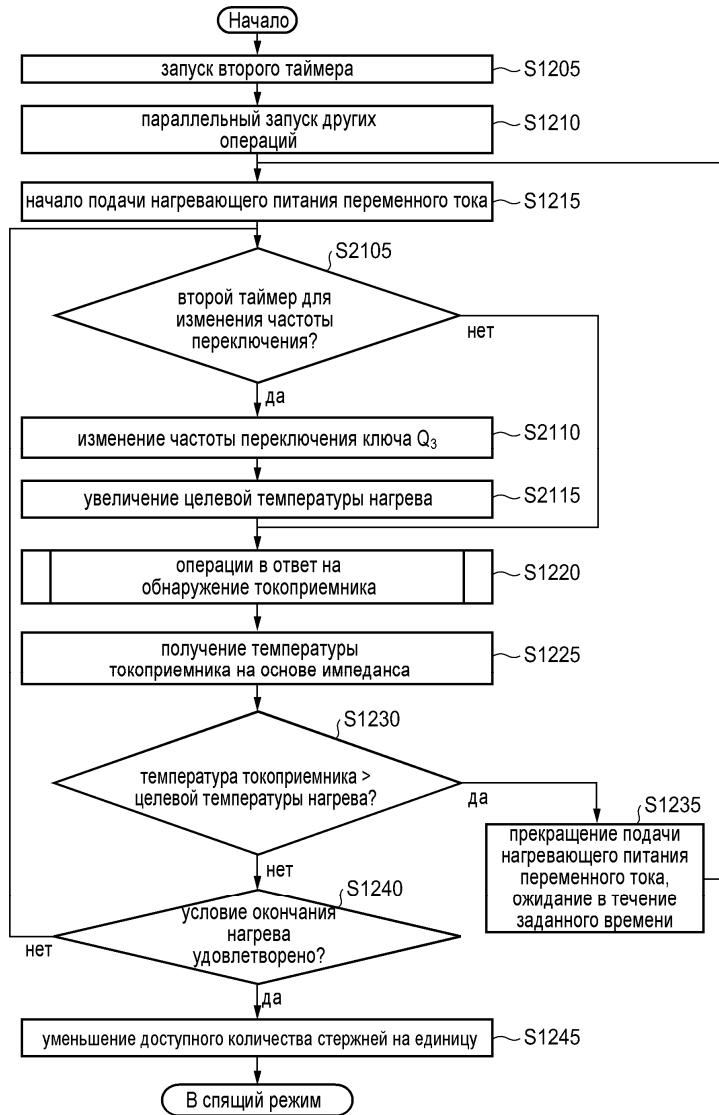 Начало
запуск второго таймера
S1205
параллельный запуск других
операций
S1210
начало подачи нагревающего питания переменного тока
S1215
S2105
второй таймер для
изменения частоты
переключения?
нет
да
изменение частоты переключения ключа Q₃
S2110
увеличение целевой температуры нагрева
S2115
операции в ответ на
обнаружение токоприемника
S1220
получение температуры
токоприемника на основе импеданса
S1225
S1230
температура токоприемника >
целевой температуры нагрева?
да
нет
S1235
прекращение подачи
нагревающего питания
переменного тока,
ожидание в течение
заданного времени
S1240
условие окончания
нагрева
удовлетворено?
нет
да
уменьшение доступного количества стержней на единицу
S1245
В спящий режим